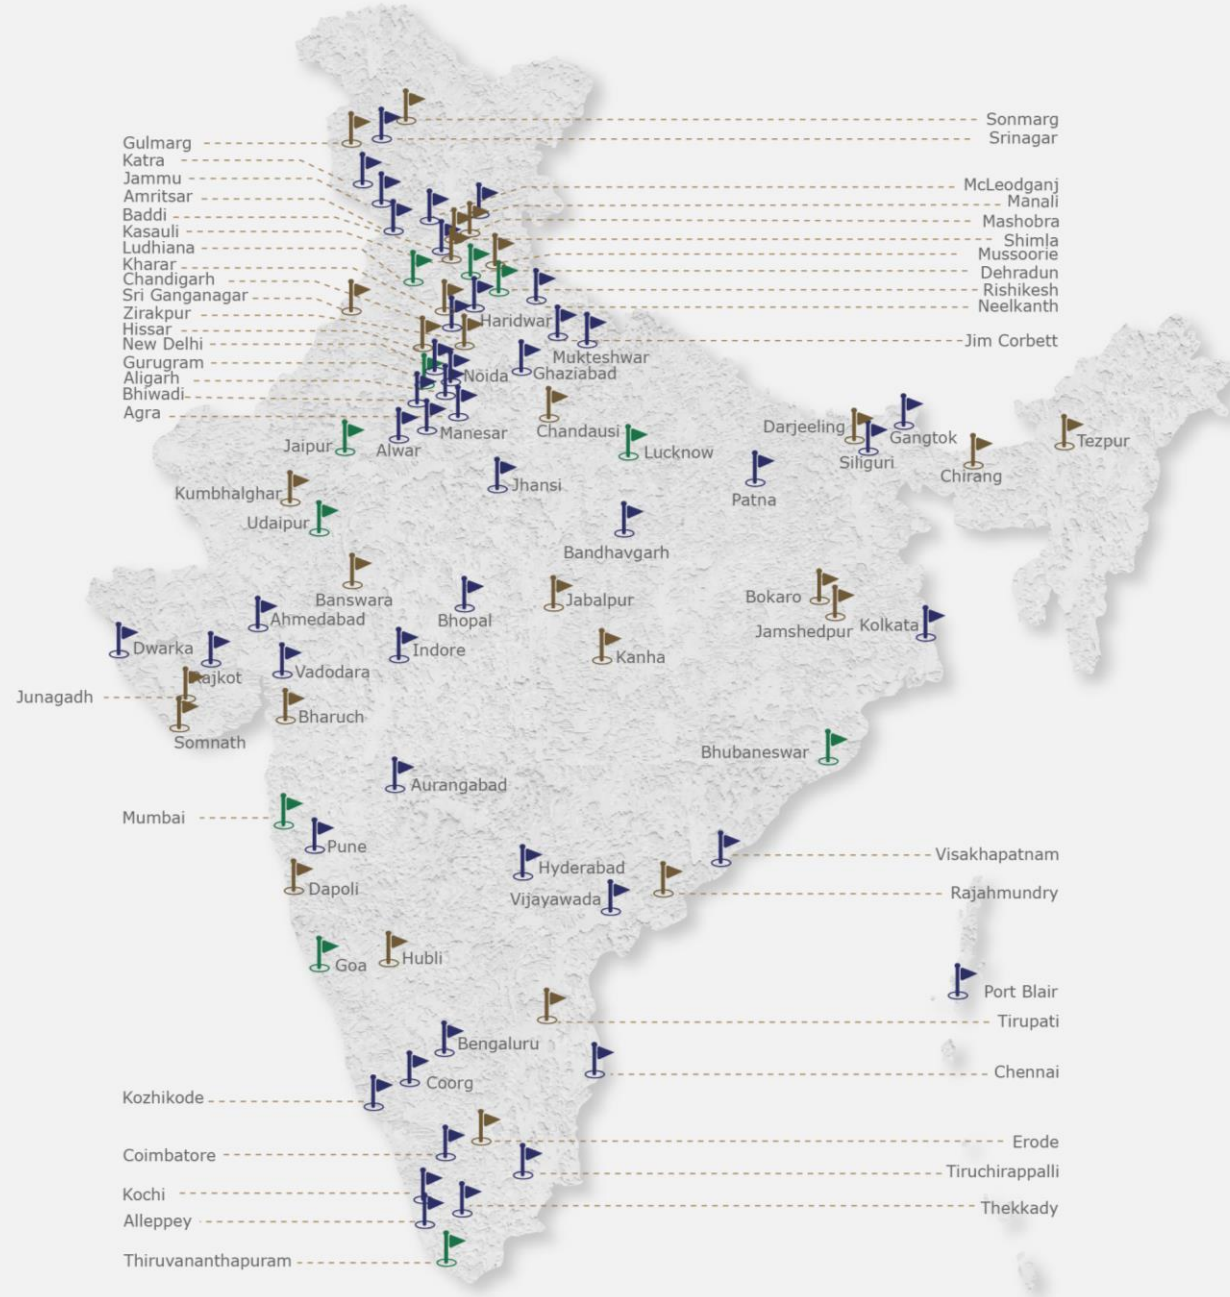 Sonmarg
Srinagar
Gulmarg
Katra
Jammu
Amritsar
Baddi
Kasauli
Ludhiana
Kharar
Chandigarh
Sri Ganganagar
Zirakpur
Hissar
New Delhi
Gurugram
Aligarh
Bhiwadi
Agra
McLeodganj
Manali
Mashobra
Shimla
Mussoorie
Dehradun
Rishikesh
Neelkanth
Haridwar
Jim Corbett
Mukteshwar
Noida
Ghaziabad
Manesar
Chandausi
Darjeeling
Gangtok
Tezpur
Jaipur
Alwar
Lucknow
Siliguri
Chirang
Kumbhalghar
Jhansi
Patna
Udaipur
Bandhavgarh
Banswara
Jabalpur
Bokaro
Ahmedabad
Bhopal
Jamshedpur
Kolkata
Dwarka
Indore
Kanha
Rajkot
Vadodara
Junagadh
Bharuch
Somnath
Bhubaneswar
Aurangabad
Mumbai
Pune
Visakhapatnam
Hyderabad
Dapoli
Vijayawada
Rajahmundry
Goa
Hubli
Port Blair
Tirupati
Bengaluru
Chennai
Coorg
Kozhikode
Erode
Coimbatore
Tiruchirappalli
Kochi
Thekkady
Alleppey
Thiruvananthapuram